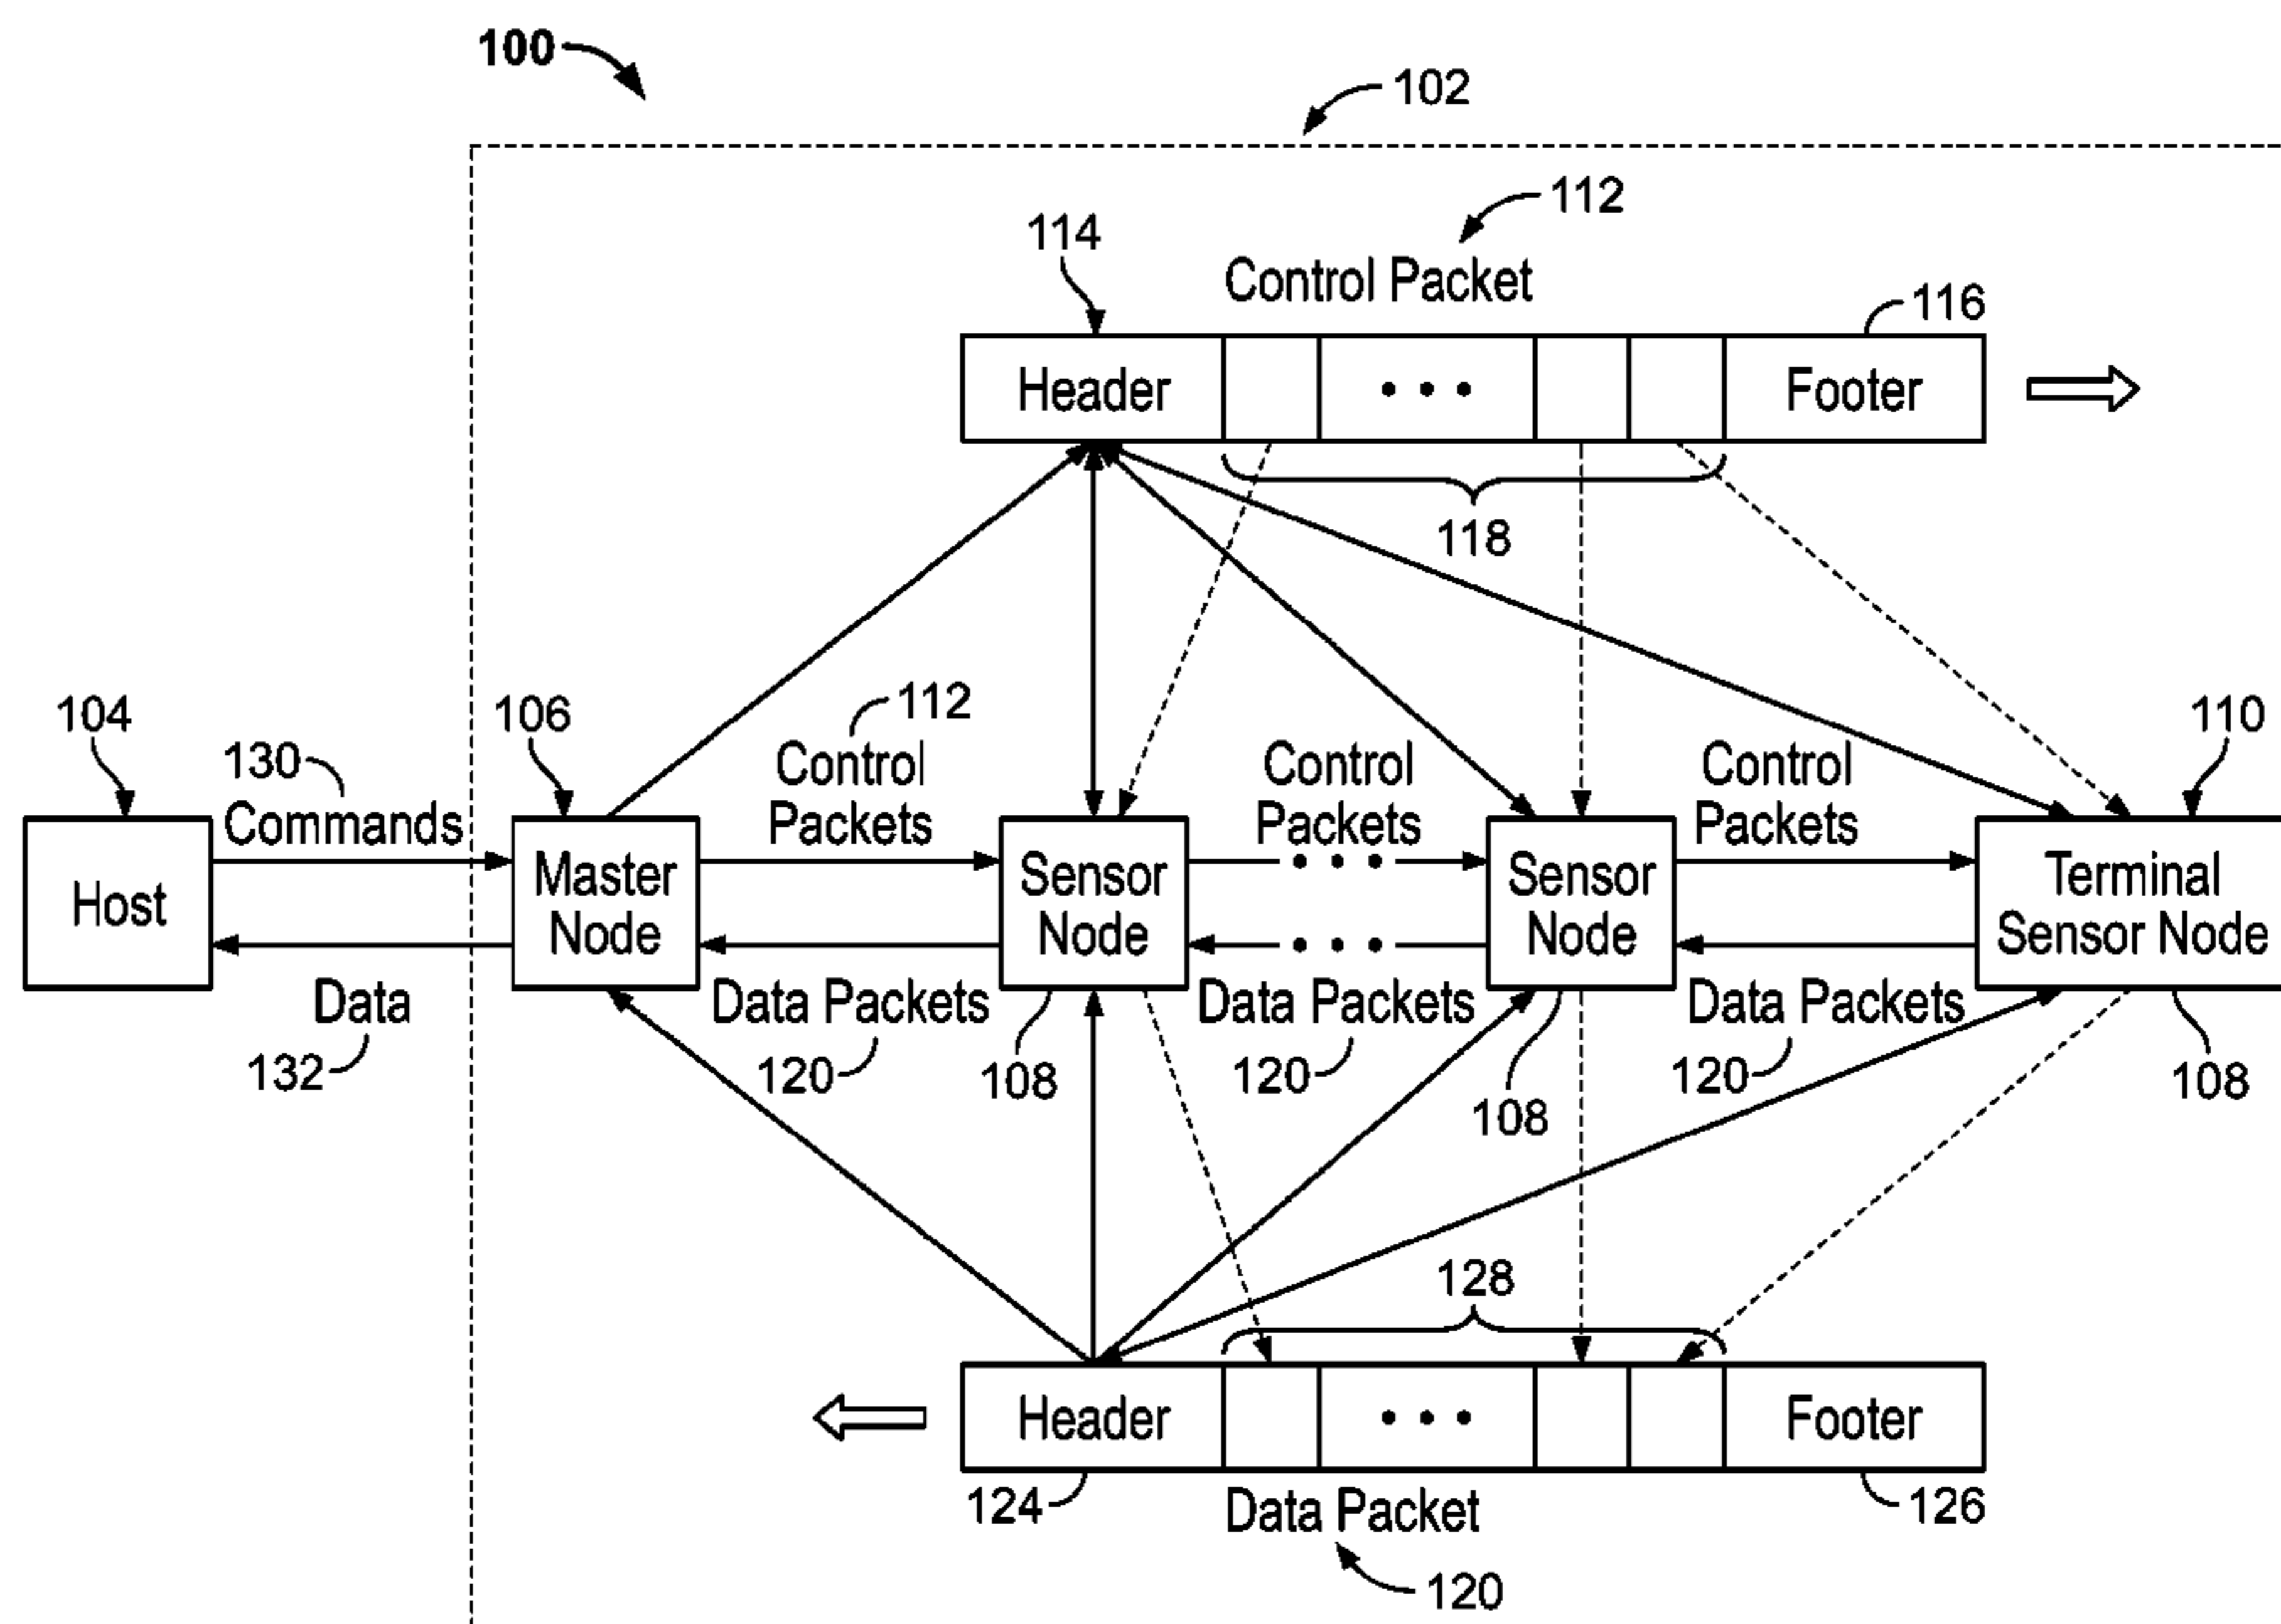 100
102
112
114
Control Packet
116
Header
• • •
Footer
118
104
130
106
112
110
Commands
Control
Packets
Control
Packets
Control
Packets
Host
Master
Node
Sensor
Node
• • •
• • •
Sensor
Node
Terminal
Sensor Node
Data
Data Packets
Data Packets
Data Packets
132
120
108
120
108
120
108
128
Header
• • •
Footer
124
Data Packet
126
120